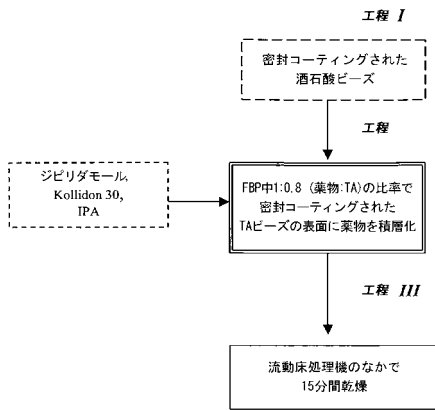 工程 I
密封コーティングされた
酒石酸ビーズ
工程
ジピリダモール,
Kollidon 30,
IPA
FBP中1:0.8 (薬物:TA)の比率で
密封コーティングされた
TAビーズの表面に薬物を積層化
工程 III
流動床処理機のなかで
15分間乾燥